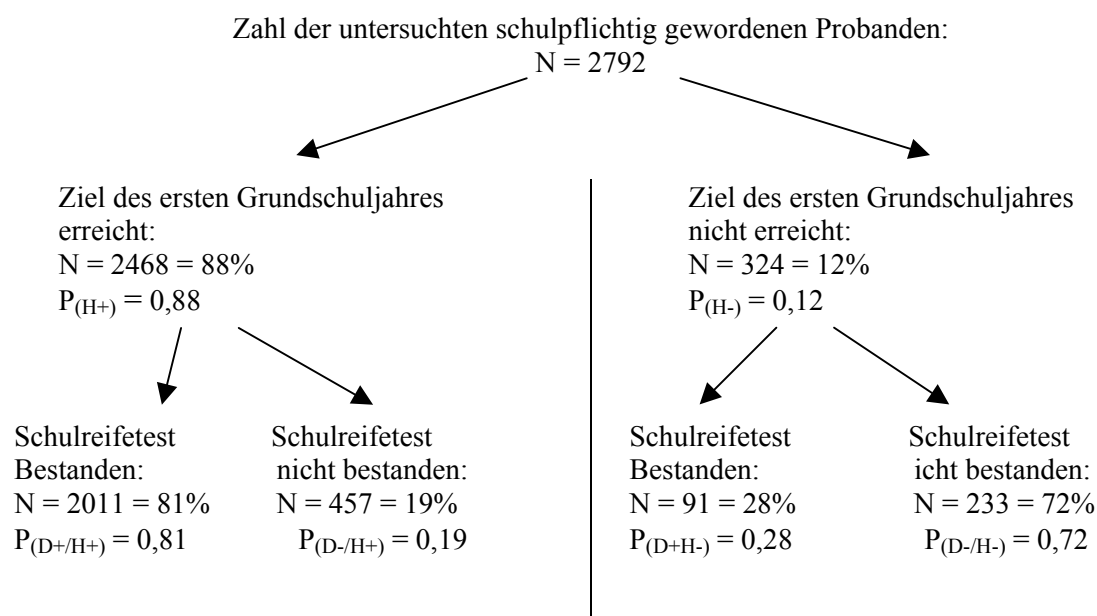 Zahl der untersuchten schulpflichtig gewordenen Probanden:
N = 2792
Ziel des ersten Grundschuljahres
erreicht:
N = 2468 = 88%
P(H+) = 0,88
Ziel des ersten Grundschuljahres
nicht erreicht:
N = 324 = 12%
P(H-) = 0,12
Schulreifetest
Bestanden:
N = 2011 = 81%
P(D+/H+) = 0,81
Schulreifetest
nicht bestanden:
N = 457 = 19%
P(D-/H+) = 0,19
Schulreifetest
Bestanden:
N = 91 = 28%
P(D+H-) = 0,28
Schulreifetest
icht bestanden:
N = 233 = 72%
P(D-/H-) = 0,72